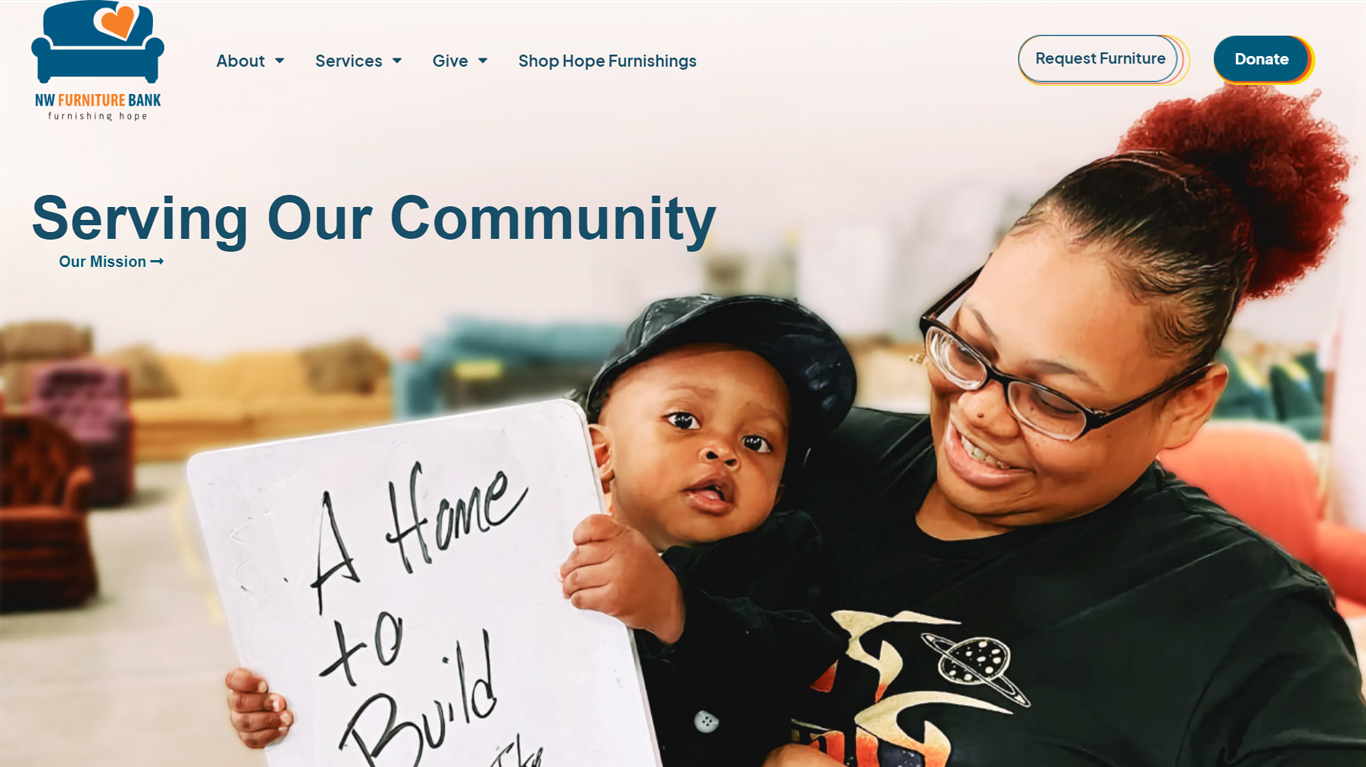 NW FURNITURE BANK
furnishing hope
About
Services
Give
Shop Hope Furnishings
Request Furniture
Donate
Serving Our Community
Our Mission
A Home
to
Build